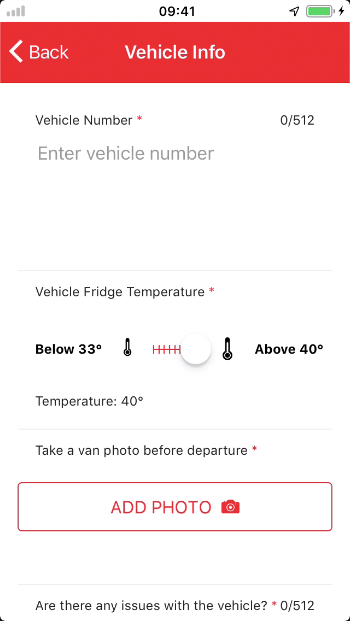 09:41
Back Vehicle Info
Vehicle Number * 0/512
Enter vehicle number
Vehicle Fridge Temperature *
Below 33° Above 40°
Temperature: 40°
Take a van photo before departure *
ADD PHOTO
Are there any issues with the vehicle? * 0/512